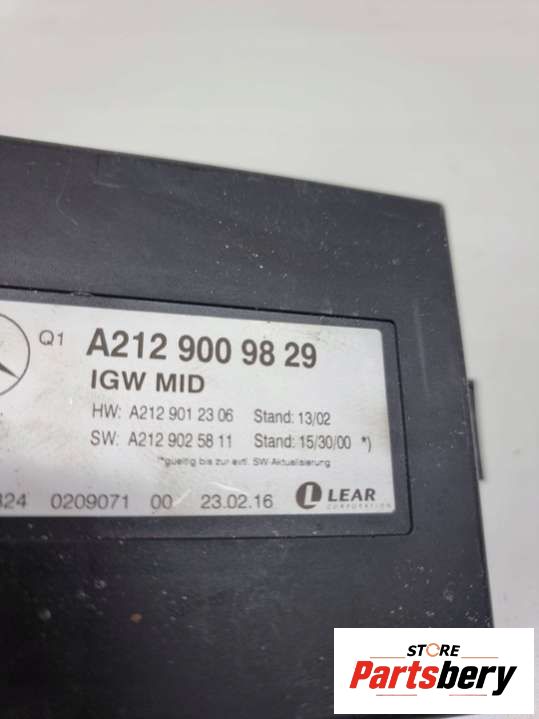 Q1 A212 900 98 29
IGW MID
HW: A212 901 23 06 Stand: 13/02
SW: A212 902 58 11 Stand: 15/30/00 *)
*gueltig bis zur evtl. SW-Aktualisierung
324 0209071 00 23.02.16 LEAR
CORPORATION
STORE
Partsbery